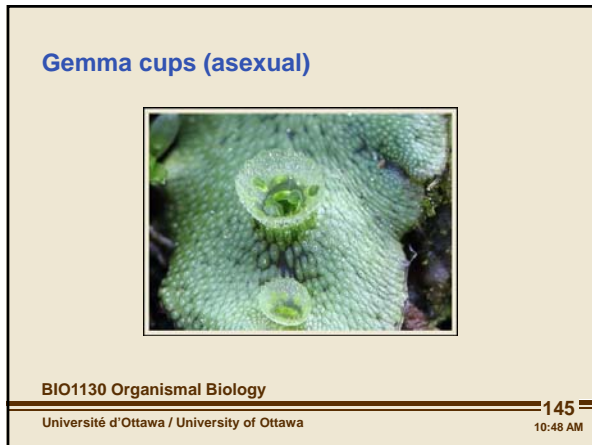 Gemma cups (asexual)
BIO1130 Organismal Biology
Université d'Ottawa / University of Ottawa
145
10:48 AM